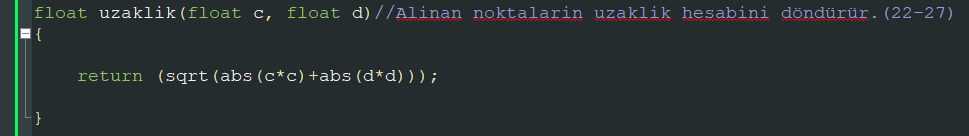 float uzaklik(float c, float d)//Alinan noktalarin uzaklik hesabini döndürür.(22-27)
{
return (sqrt(abs(c*c)+abs(d*d)));
}